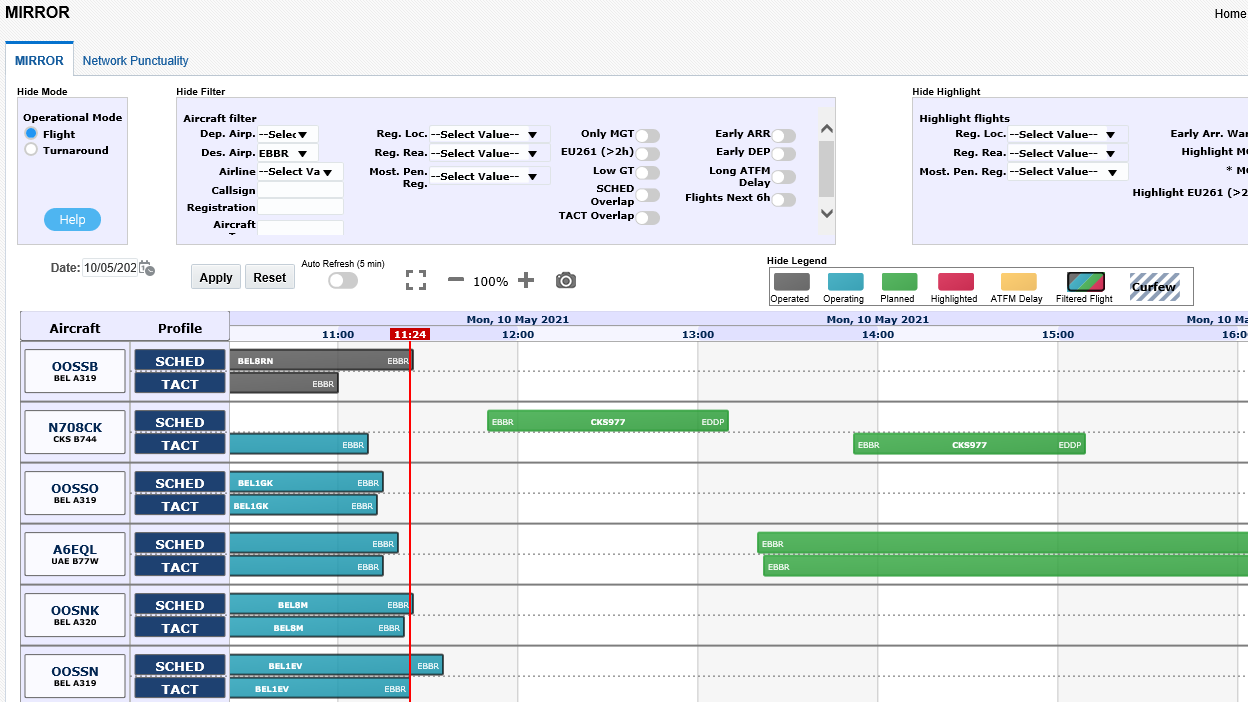 MIRROR
Home
MIRROR
Network Punctuality
Hide Mode
Operational Mode
Flight
Turnaround
Help
Hide Filter
Aircraft filter
Dep. Airp. --Selec
Des. Airp. EBBR
Airline --Select Va
Callsign
Registration
Aircraft
Reg. Loc. --Select Value--
Reg. Rea. --Select Value--
Most. Pen. Reg. --Select Value--
Only MGT
EU261 (>2h)
Low GT
SCHED
Overlap
TACT Overlap
Early ARR
Early DEP
Long ATFM
Delay
Flights Next 6h
Hide Highlight
Highlight flights
Reg. Loc. --Select Value--
Reg. Rea. --Select Value--
Most. Pen. Reg. --Select Value--
Early Arr. War
Highlight MG
* MG
Highlight EU261 (>2
Date: 10/05/202
Apply
Reset
Auto Refresh (5 min)
100%
Hide Legend
Operated
Operating
Planned
Highlighted
ATFM Delay
Filtered Flight
Curfew
Aircraft
Profile
Mon, 10 May 2021
Mon, 10 May 2021
Mon, 10 Ma
11:00
11:24
12:00
13:00
14:00
15:00
16:0
OOSSB
BEL A319
SCHED
BEL8RN
EBBR
TACT
EBBR
N708CK
CKS B744
SCHED
EBBR
CKS977
EDDP
TACT
EBBR
EBBR
CKS977
EDDP
OOSSO
BEL A319
SCHED
BEL1GK
EBBR
TACT
BEL1GK
EBBR
A6EQL
UAE B77W
SCHED
EBBR
EBBR
TACT
EBBR
EBBR
OOSNK
BEL A320
SCHED
BEL8M
EBBR
TACT
BEL8M
EBBR
OOSSN
BEL A319
SCHED
BEL1EV
EBBR
TACT
BEL1EV
EBBR